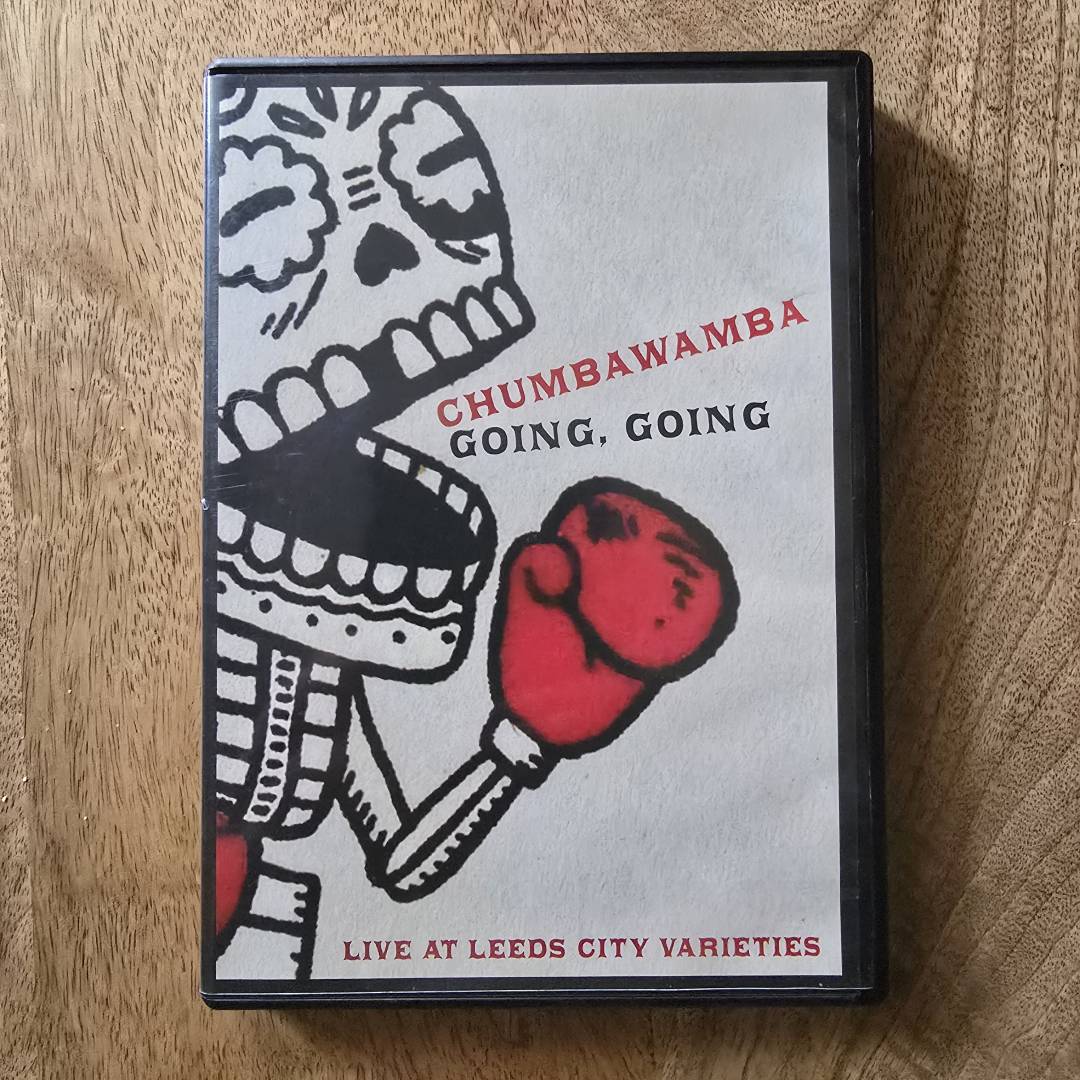 CHUMBAWAMBA
GOING, GOING
LIVE AT LEEDS CITY VARIETIES